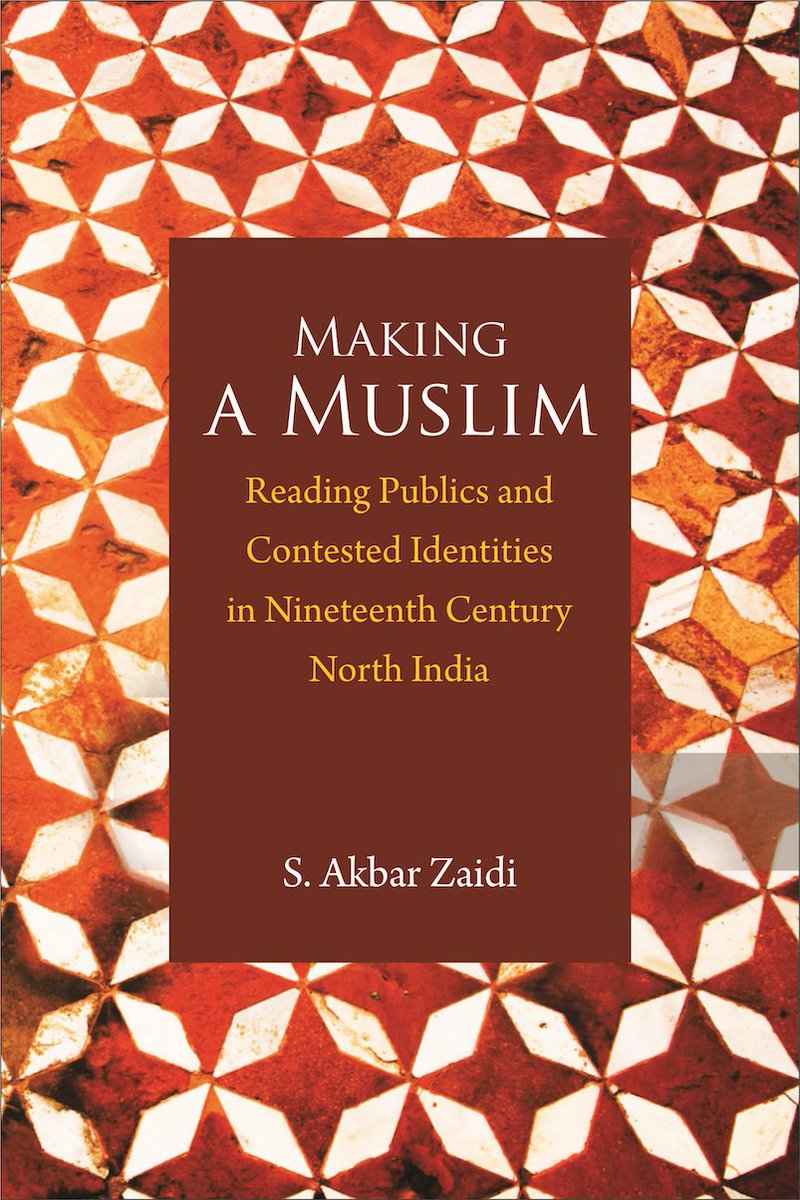 MAKING
A MUSLIM
Reading Publics and
Contested Identities
in Nineteenth Century
North India
S. Akbar Zaidi